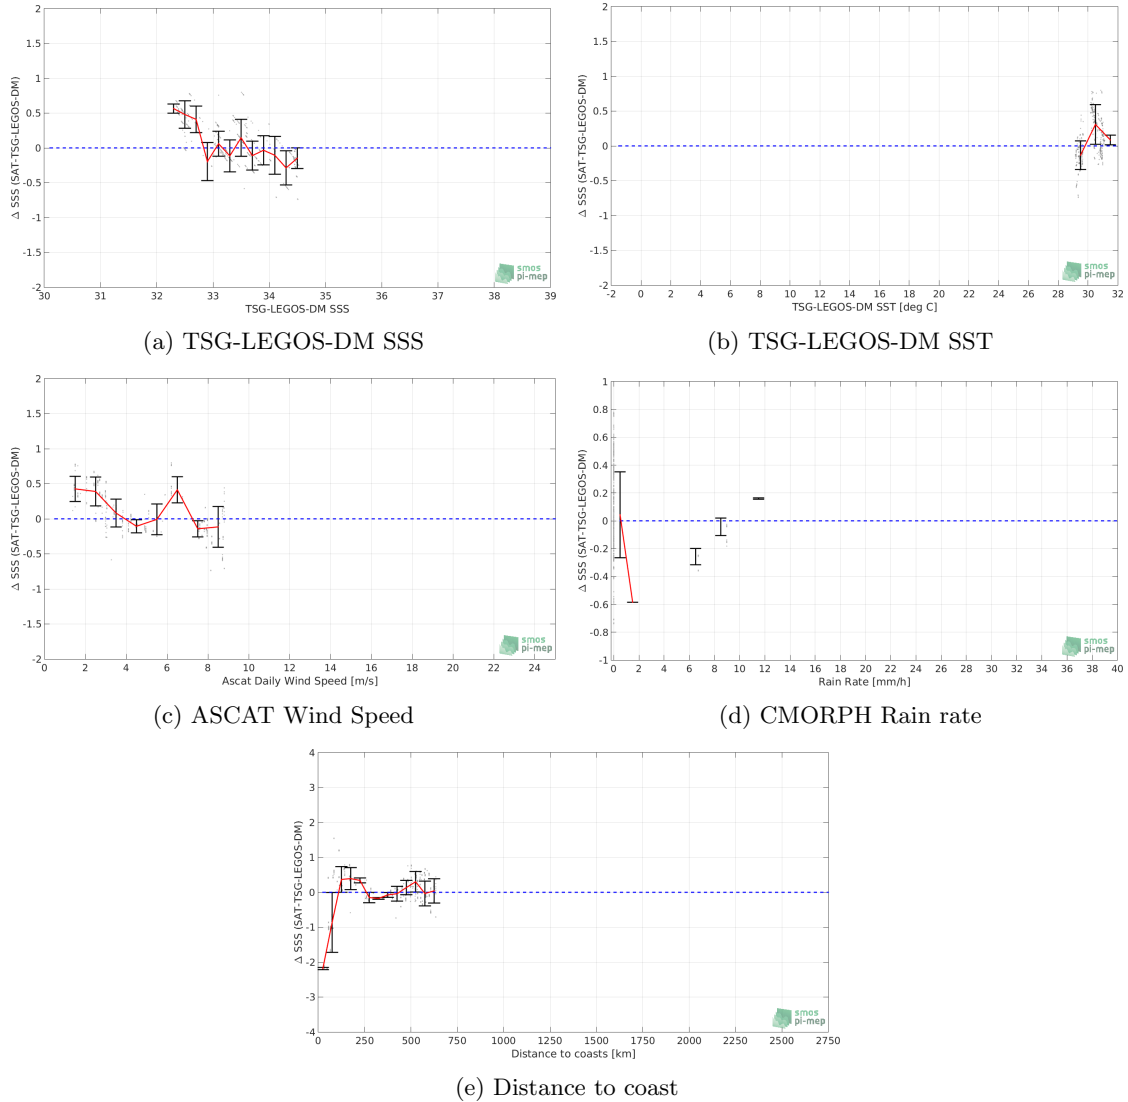 2
1.5
1
0.5
0
-0.5
-1
-1.5
-2
Δ SSS (SAT-TSG-LEGOS-DM)
30 31 32 33 34 35 36 37 38 39
TSG-LEGOS-DM SSS
smos
pi-mep
(a) TSG-LEGOS-DM SSS
2
1.5
1
0.5
0
-0.5
-1
-1.5
-2
Δ SSS (SAT-TSG-LEGOS-DM)
-2 0 2 4 6 8 10 12 14 16 18 20 22 24 26 28 30 32
TSG-LEGOS-DM SST [deg C]
smos
pi-mep
(b) TSG-LEGOS-DM SST
2
1.5
1
0.5
0
-0.5
-1
-1.5
-2
Δ SSS (SAT-TSG-LEGOS-DM)
0 2 4 6 8 10 12 14 16 18 20 22 24
Ascat Daily Wind Speed [m/s]
smos
pi-mep
(c) ASCAT Wind Speed
1
0.8
0.6
0.4
0.2
0
-0.2
-0.4
-0.6
-0.8
-1
Δ SSS (SAT-TSG-LEGOS-DM)
0 2 4 6 8 10 12 14 16 18 20 22 24 26 28 30 32 34 36 38 40
Rain Rate [mm/h]
smos
pi-mep
(d) CMORPH Rain rate
4
3
2
1
0
-1
-2
-3
-4
Δ SSS (SAT-TSG-LEGOS-DM)
0 250 500 750 1000 1250 1500 1750 2000 2250 2500 2750
Distance to coasts [km]
smos
pi-mep
(e) Distance to coast